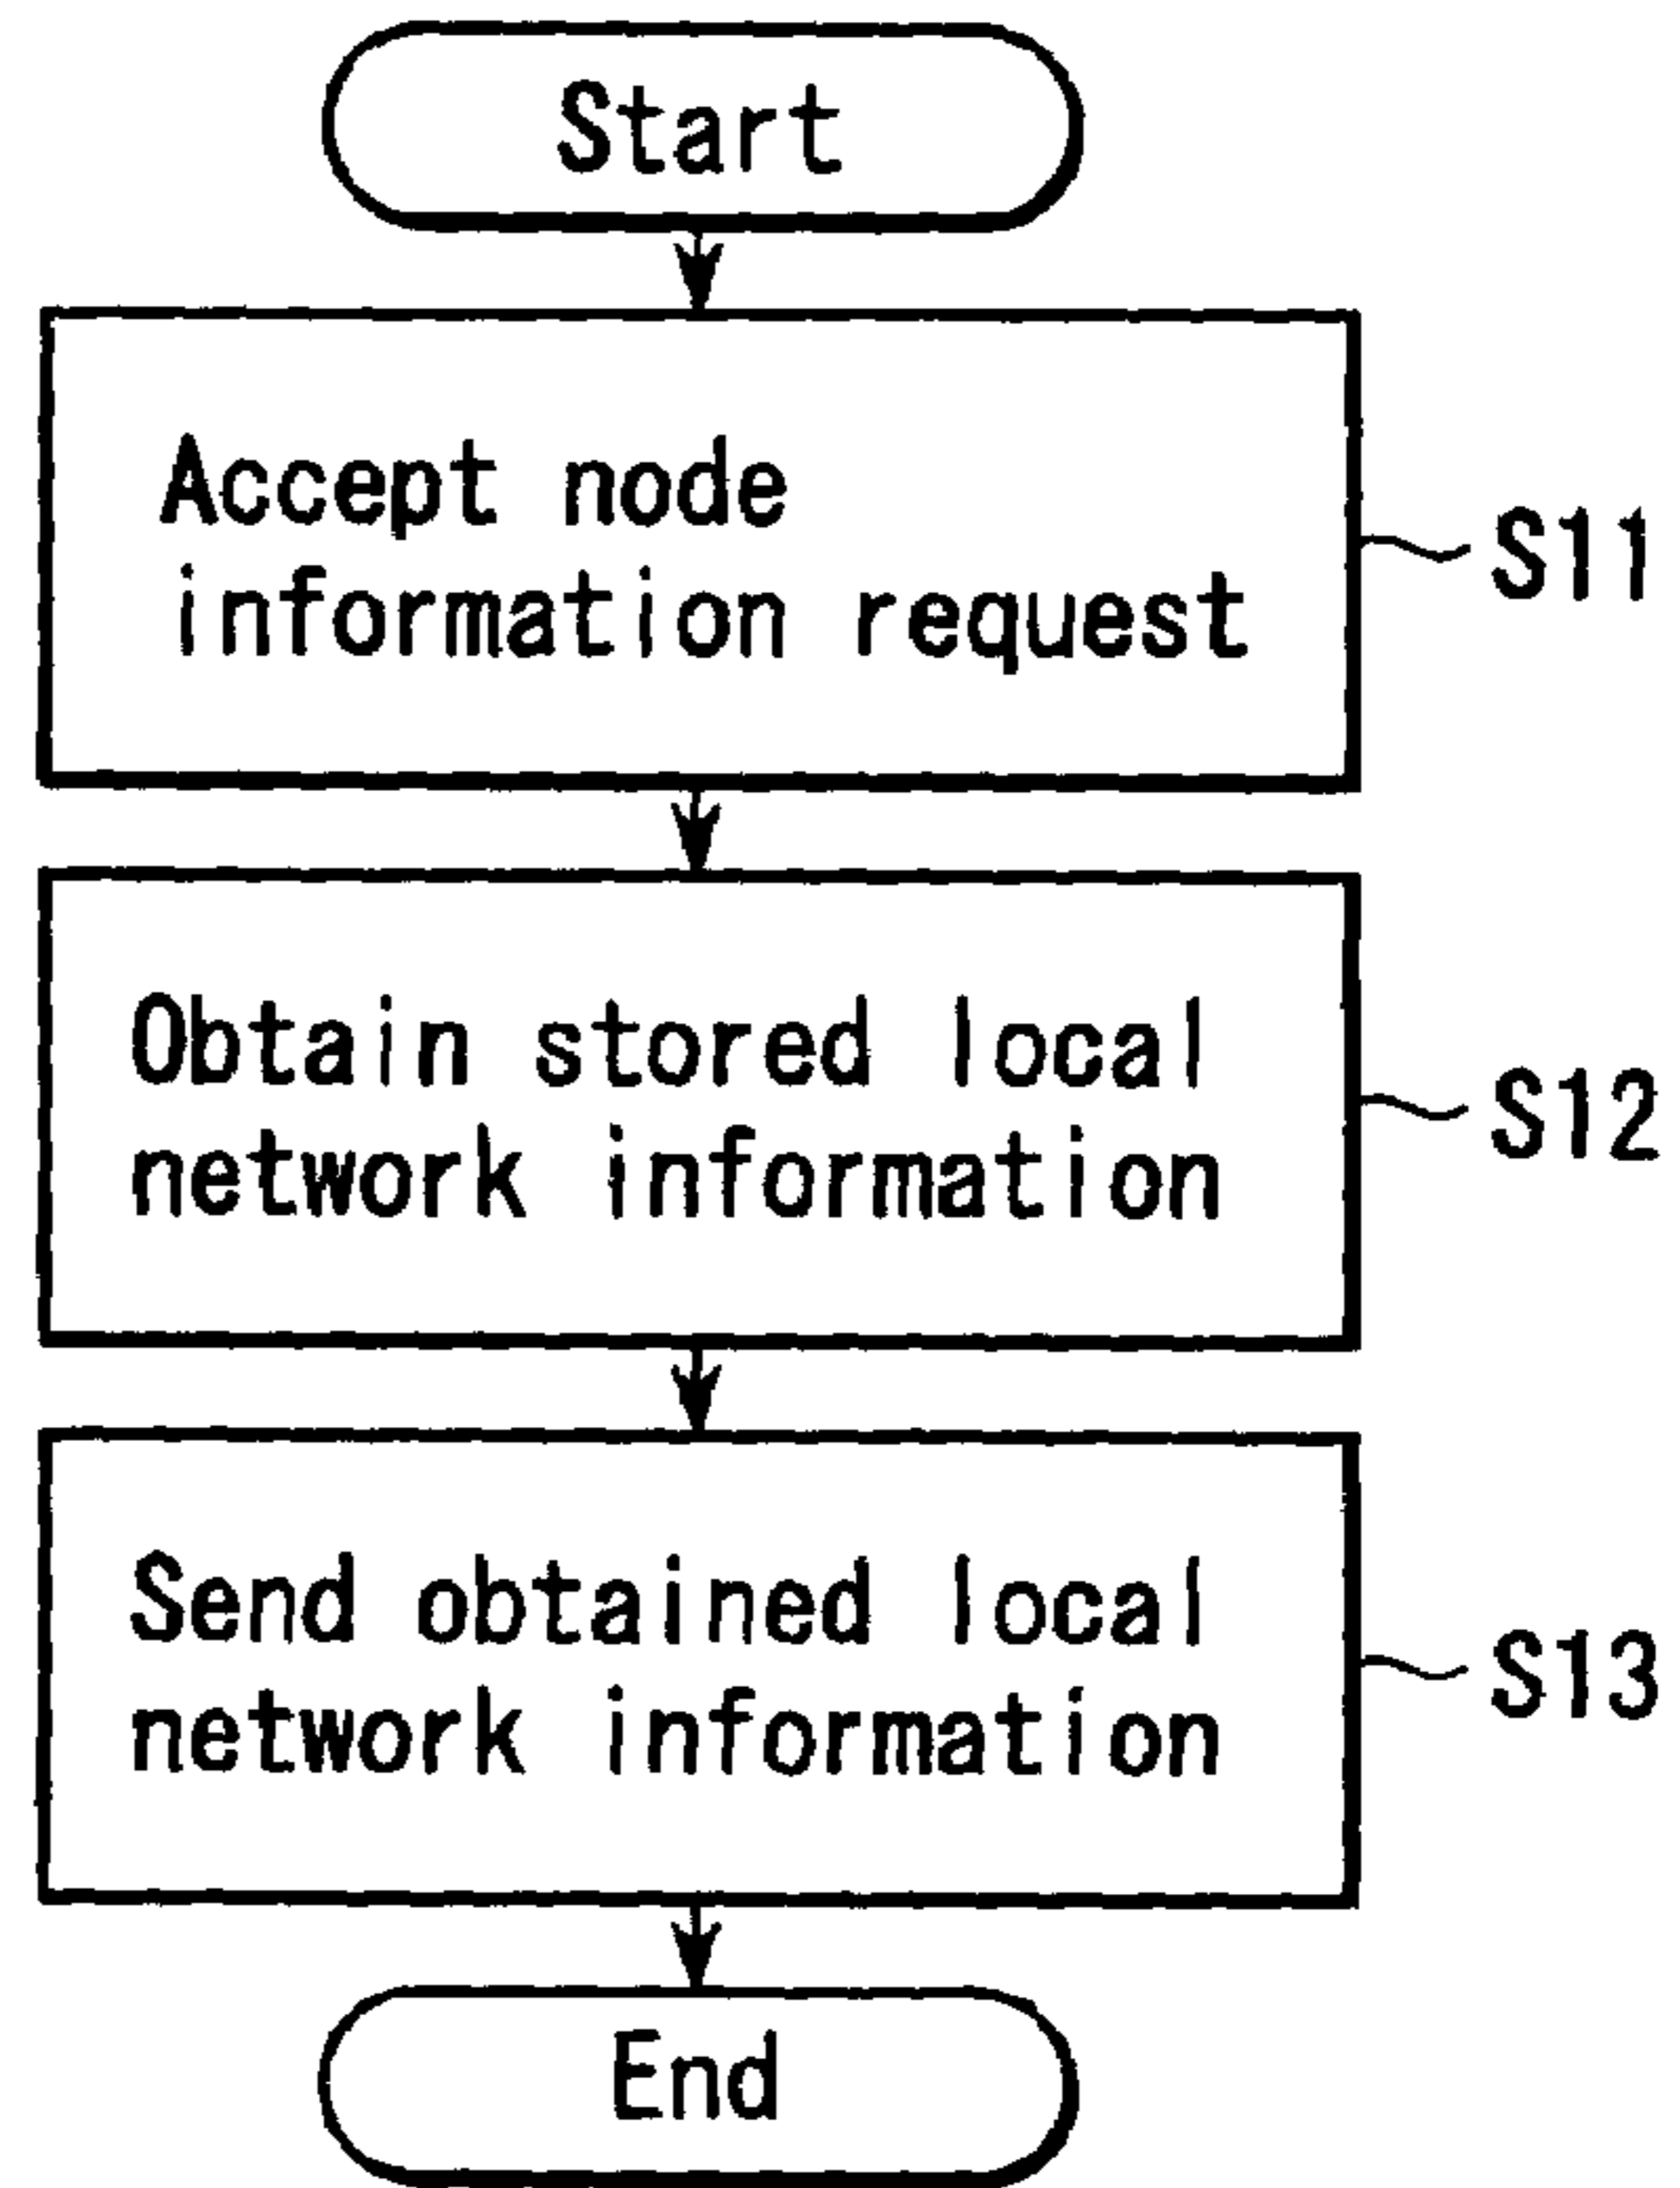 Start
Accept node
information request
S11
Obtain stored local
network information
S12
Send obtained local
network information
S13
End